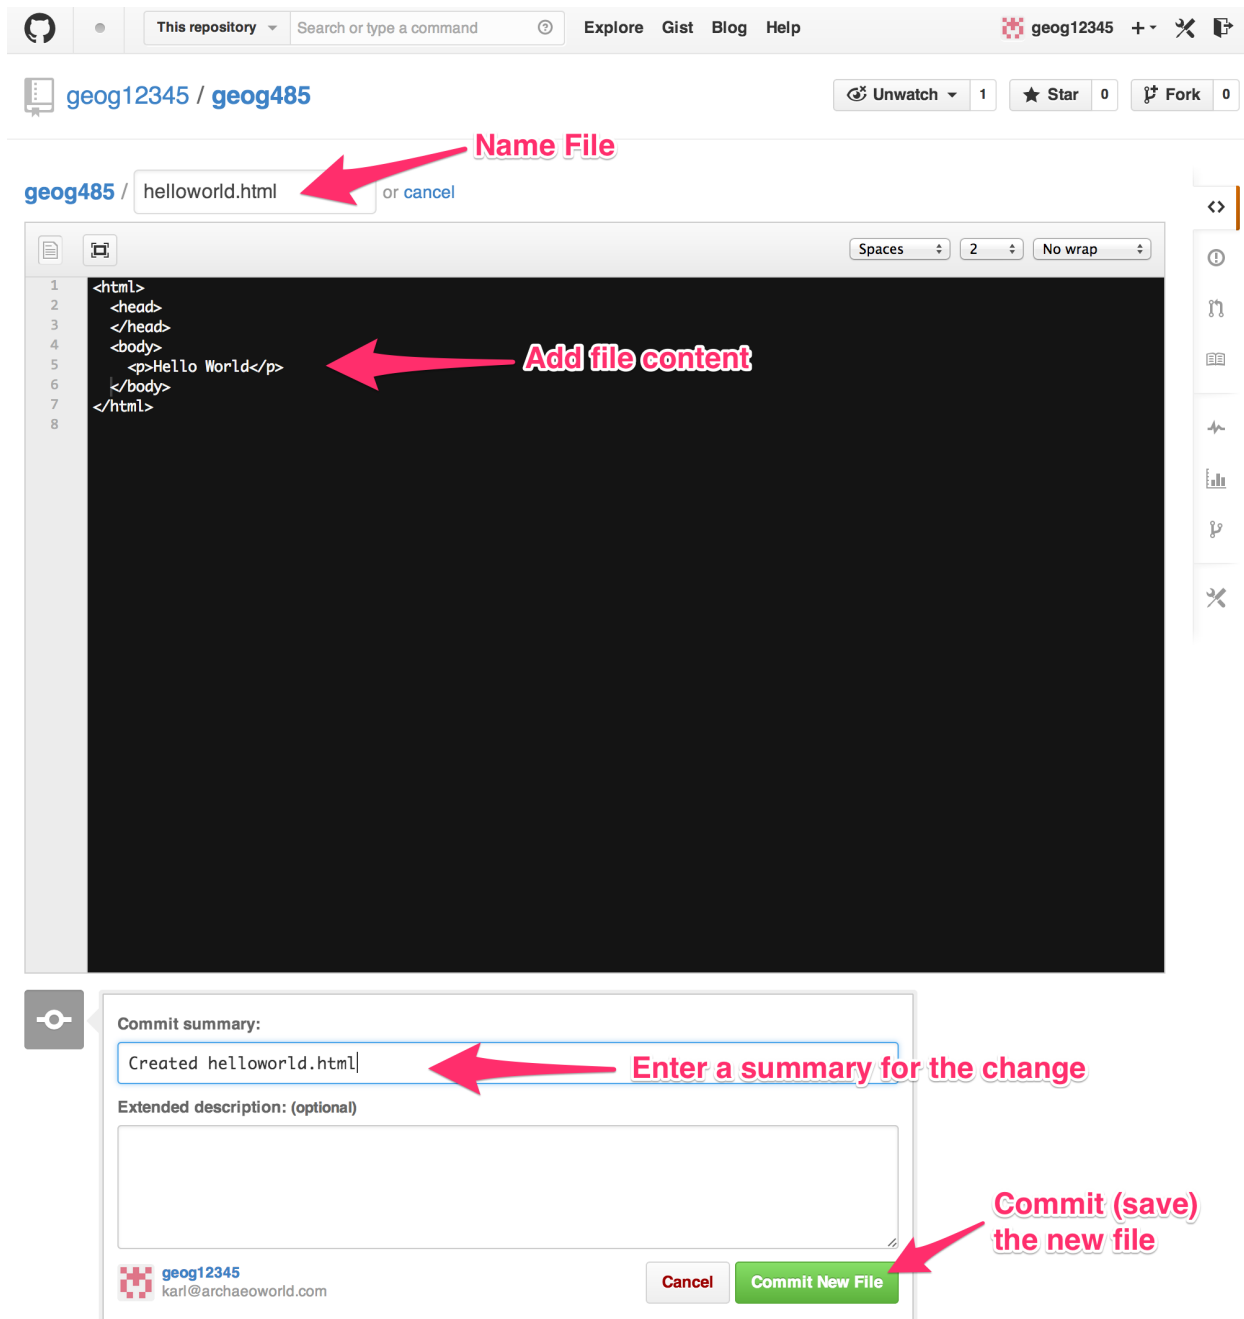 This repository Search or type a command Explore Gist Blog Help geog12345
geog12345 / geog485 Unwatch 1 Star 0 Fork 0
Name File
geog485 / helloworld.html or cancel
Spaces 2 No wrap
1 <html>
2   <head>
3   </head>
4   <body>
5     <p>Hello World</p>
6   </body>
7 </html>
8
Add file content
Commit summary:
Created helloworld.html
Enter a summary for the change
Extended description: (optional)
Commit (save)
the new file
geog12345
karl@archaeoworld.com
Cancel Commit New File